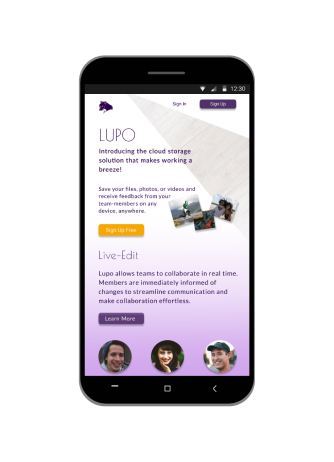 12:30
Sign In
Sign Up
LUPO
Introducing the cloud storage
solution that makes working a
breeze!
Save your files, photos, or videos and
receive feedback from your
team-members on any
device, anywhere.
Sign Up Free
Live-Edit
Lupo allows teams to collaborate in real time.
Members are immediately informed of
changes to streamline communication and
make collaboration effortless.
Learn More